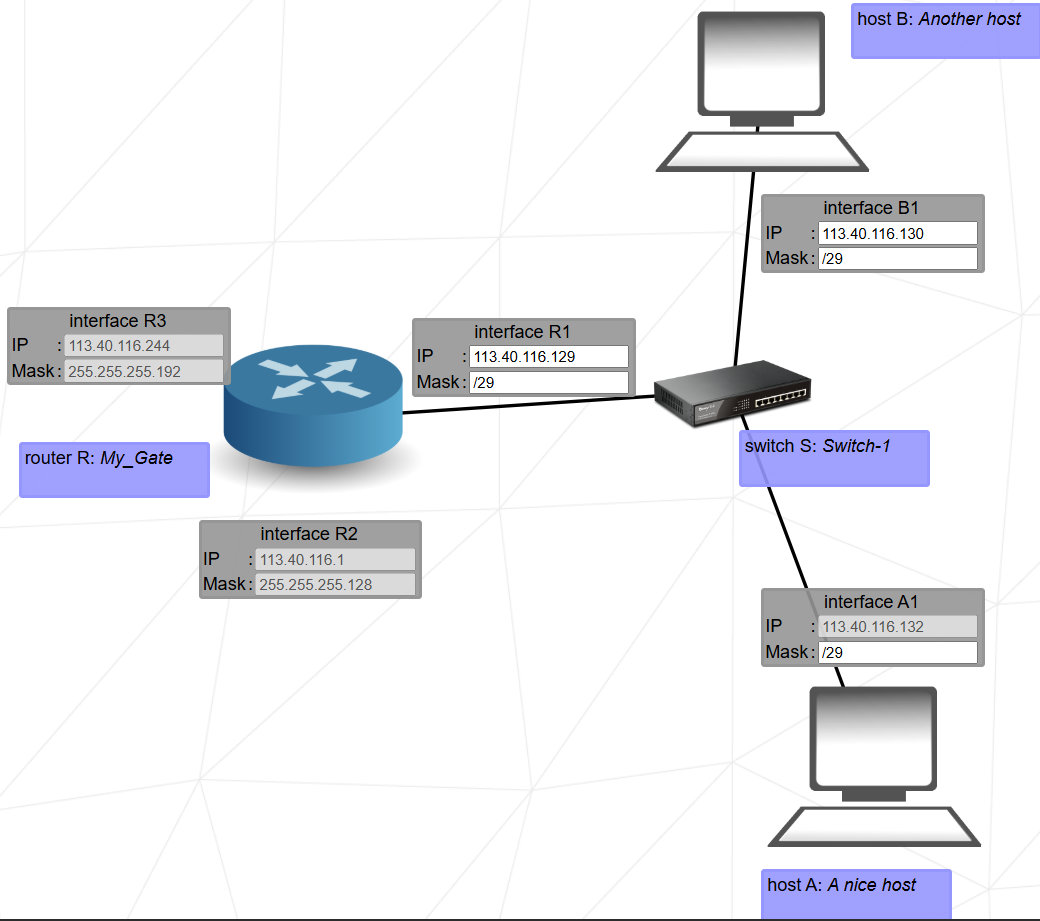 host B: Another host
interface B1
IP : 113.40.116.130
Mask : /29
interface R3
IP : 113.40.116.244
Mask : 255.255.255.192
interface R1
IP : 113.40.116.129
Mask : /29
router R: My_Gate
switch S: Switch-1
interface R2
IP : 113.40.116.1
Mask : 255.255.255.128
interface A1
IP : 113.40.116.132
Mask : /29
host A: A nice host